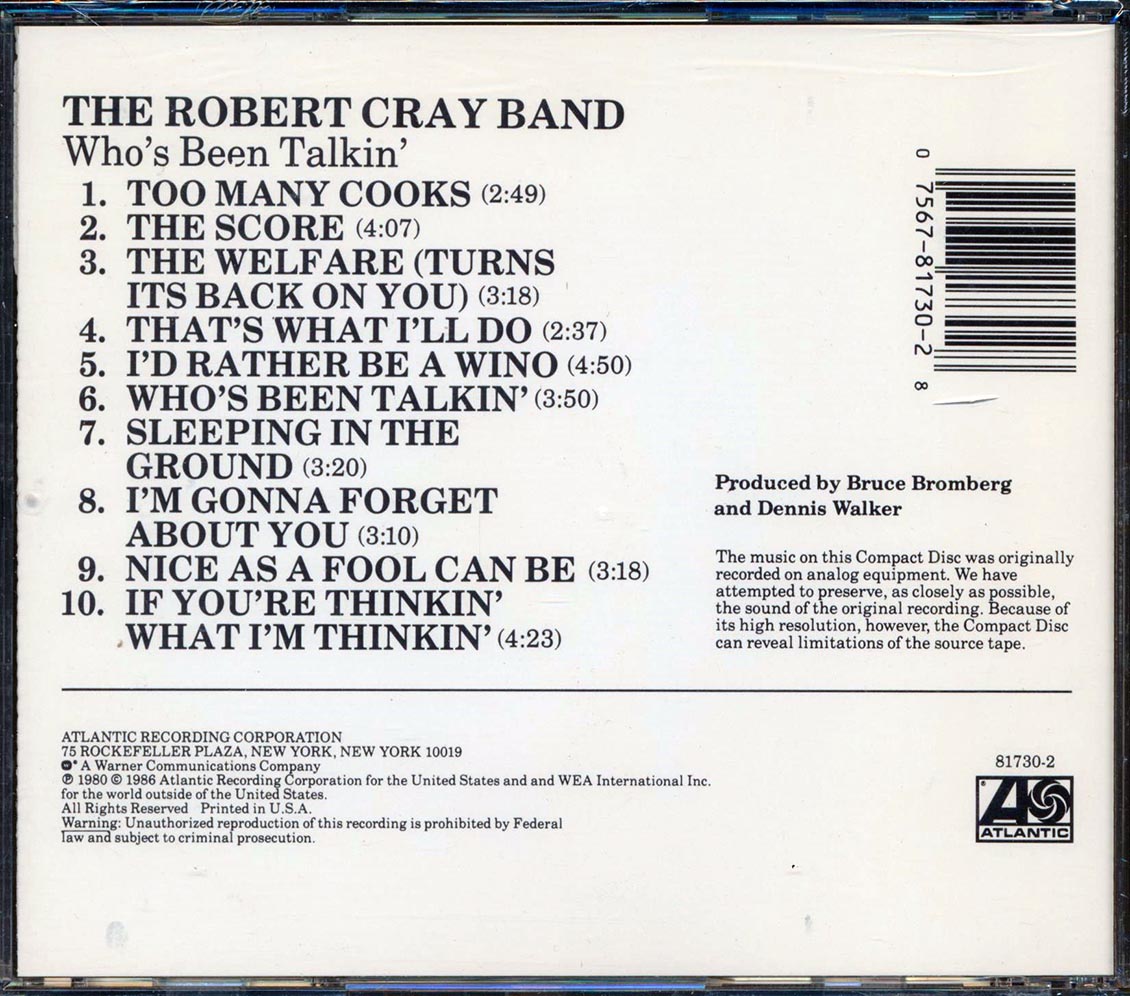 THE ROBERT CRAY BAND
Who's Been Talkin'
1. TOO MANY COOKS (2:49)
2. THE SCORE (4:07)
3. THE WELFARE (TURNS
ITS BACK ON YOU) (3:18)
4. THAT'S WHAT I'LL DO (2:37)
5. I'D RATHER BE A WINO (4:50)
6. WHO'S BEEN TALKIN' (3:50)
7. SLEEPING IN THE
GROUND (3:20)
8. I'M GONNA FORGET
ABOUT YOU (3:10)
9. NICE AS A FOOL CAN BE (3:18)
10. IF YOU'RE THINKIN'
WHAT I'M THINKIN' (4:23)
0 7567-81730-2 8
Produced by Bruce Bromberg
and Dennis Walker
The music on this Compact Disc was originally
recorded on analog equipment. We have
attempted to preserve, as closely as possible,
the sound of the original recording. Because of
its high resolution, however, the Compact Disc
can reveal limitations of the source tape.
ATLANTIC RECORDING CORPORATION
75 ROCKEFELLER PLAZA, NEW YORK, NEW YORK 10019
A Warner Communications Company
℗ 1980 © 1986 Atlantic Recording Corporation for the United States and and WEA International Inc.
for the world outside of the United States.
All Rights Reserved Printed in U.S.A.
Warning: Unauthorized reproduction of this recording is prohibited by Federal
law and subject to criminal prosecution.
81730-2
ATLANTIC